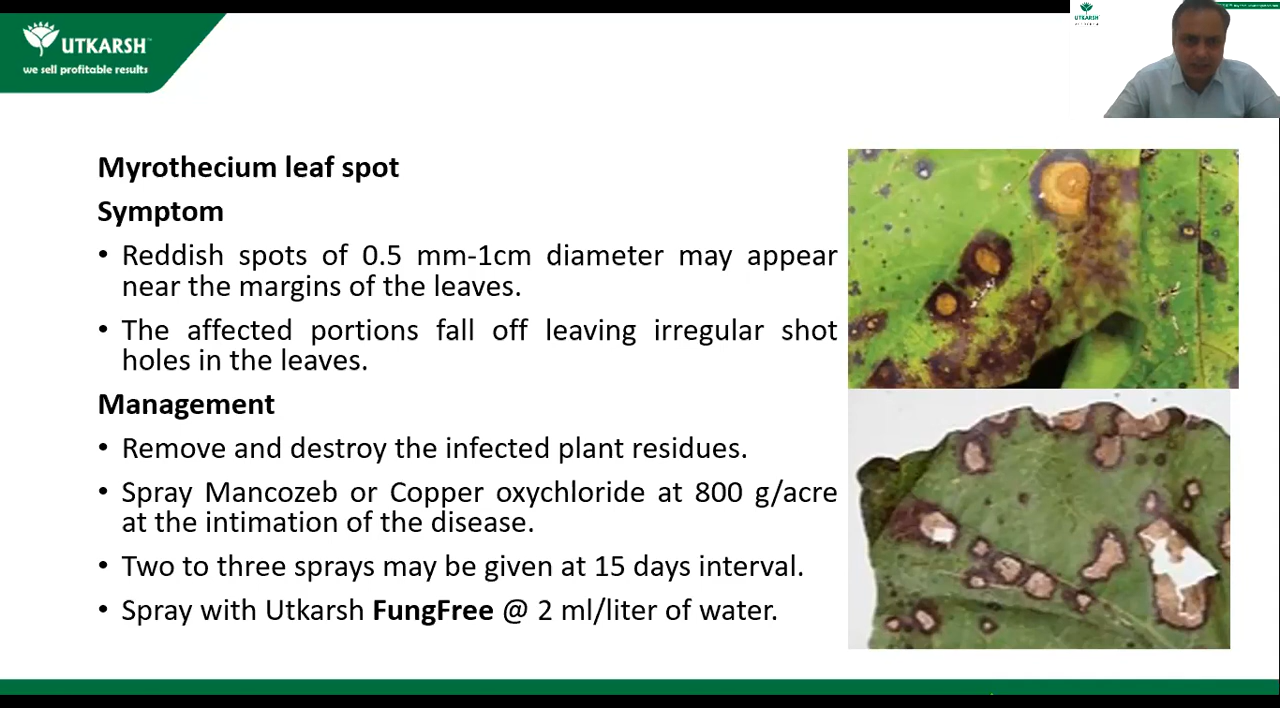 UTKARSH™
we sell profitable results
UTKARSH
Myrothecium leaf spot
Symptom
• Reddish spots of 0.5 mm-1cm diameter may appear
near the margins of the leaves.
• The affected portions fall off leaving irregular shot
holes in the leaves.
Management
• Remove and destroy the infected plant residues.
• Spray Mancozeb or Copper oxychloride at 800 g/acre
at the intimation of the disease.
• Two to three sprays may be given at 15 days interval.
• Spray with Utkarsh FungFree @ 2 ml/liter of water.